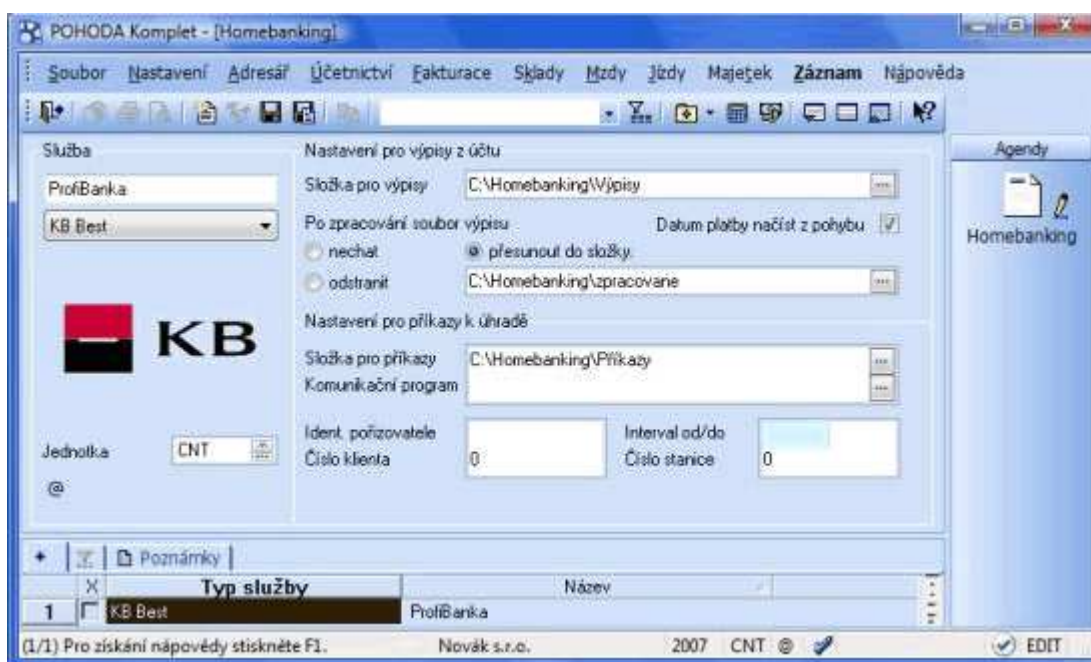 POHODA Komplet - [Homebanking]
Soubor Nastavení Adresář Účetnictví Fakturace Sklady Mzdy Jízdy Majetek Záznam Nápověda
Služba
ProfiBanka
KB Best
KB
Jednotka CNT
@
Nastavení pro výpisy z účtu
Složka pro výpisy C:\Homebanking\Výpisy ...
Po zpracování soubor výpisu Datum platby načíst z pohybu
nechat přesunout do složky:
odstranit C:\Homebanking\zpracovane ...
Nastavení pro příkazy k úhradě
Složka pro příkazy C:\Homebanking\Příkazy ...
Komunikační program ...
Ident. pořizovatele Interval od/do
Číslo klienta 0 Číslo stanice 0
Agendy
Homebanking
Poznámky
X Typ služby Název
1 KB Best ProfiBanka
(1/1) Pro získání nápovědy stiskněte F1. Novák s.r.o. 2007 CNT @ EDIT